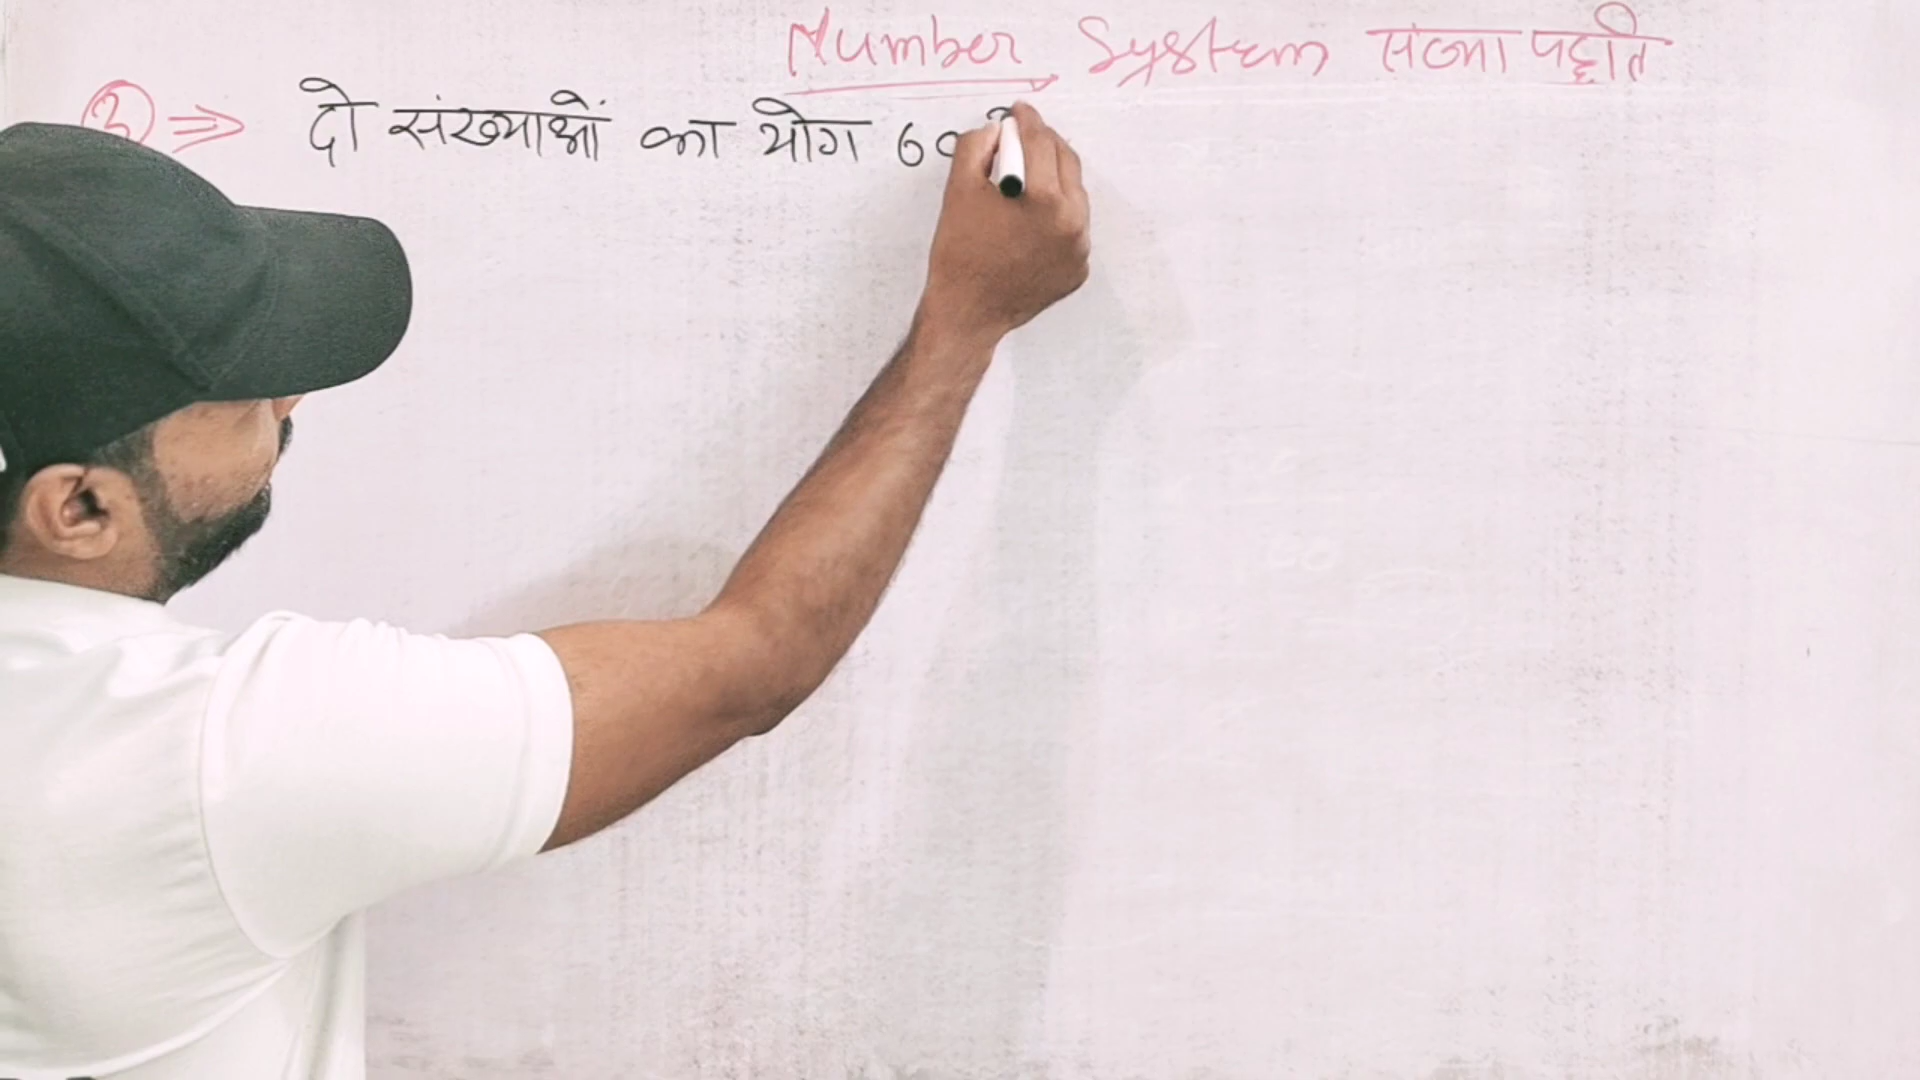 Number System संख्या पद्धति
③ ⇒ दो संख्याओं का योग 60